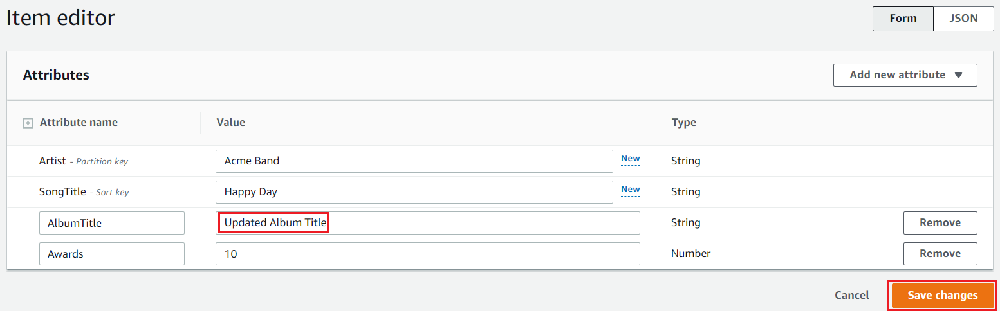 Item editor
Form JSON
Attributes
Add new attribute
Attribute name Value Type
Artist - Partition key Acme Band New String
SongTitle - Sort key Happy Day New String
AlbumTitle Updated Album Title String Remove
Awards 10 Number Remove
Cancel Save changes